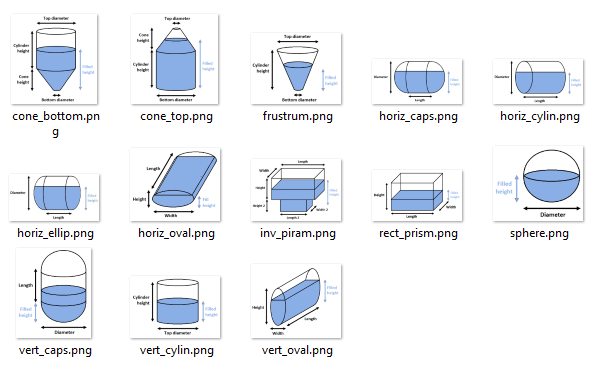 Top diameter
Cylinder height
Cone height
Filled height
Bottom diameter
cone_bottom.pn
g
Top diameter
Cone height
Cylinder height
Filled height
Bottom diameter
cone_top.png
Top diameter
Cone height
Filled height
Bottom diameter
frustrum.png
Diameter
Filled height
Length
horiz_caps.png
Diameter
Filled height
Length
horiz_cylin.png
Diameter
Filled height
Length
horiz_ellip.png
Length
Height
Fill height
Width
horiz_oval.png
Length
Width
Height
Height 2
Filled height
Width 2
Length 2
inv_piram.png
Height
Filled height
Width
Length
rect_prism.png
Filled height
Diameter
sphere.png
Length
Filled height
Diameter
vert_caps.png
Cylinder height
Filled height
Top diameter
vert_cylin.png
Height
Width
Length
Filled height
vert_oval.png